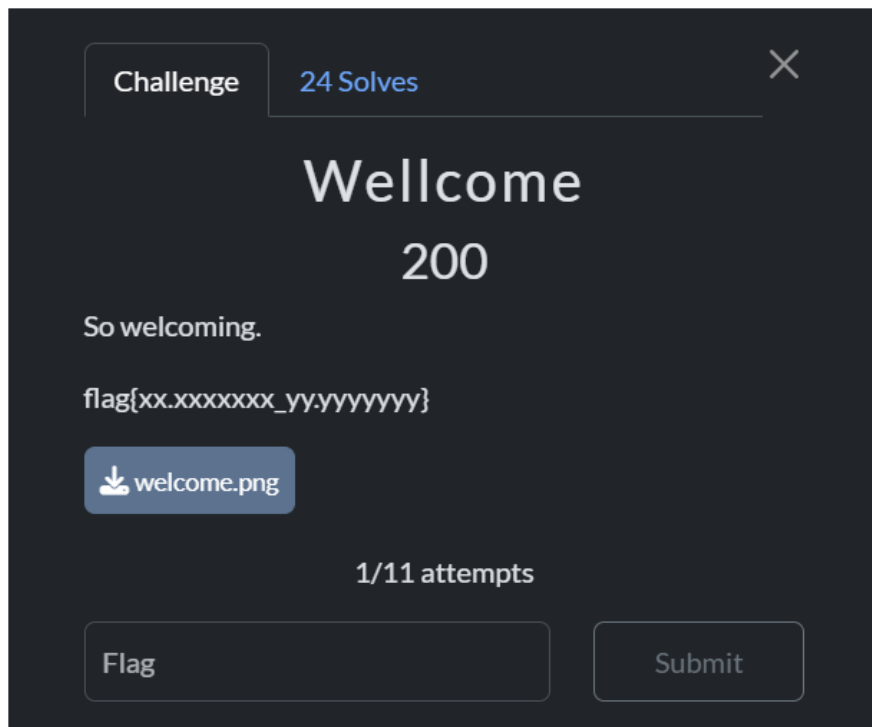 Challenge
24 Solves
Wellcome
200
So welcoming.
flag{xx.xxxxxxx_yy.yyyyyyy}
welcome.png
1/11 attempts
Flag
Submit